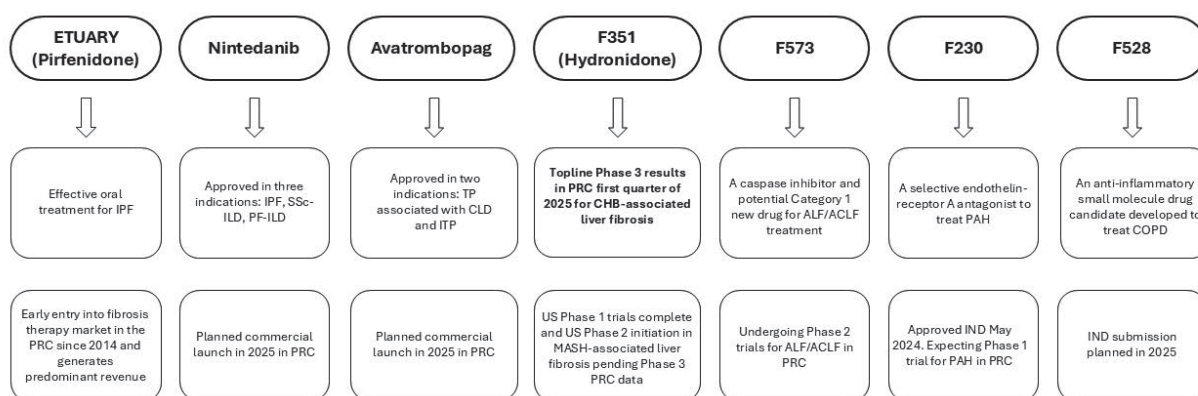 ETUARY
(Pirfenidone)
Nintedanib
Avatrombopag
F351
(Hydronidone)
F573
F230
F528
Effective oral
treatment for IPF
Approved in three
indications: IPF, SSc-
ILD, PF-ILD
Approved in two
indications: TP
associated with CLD
and ITP
Topline Phase 3 results
in PRC first quarter of
2025 for CHB-associated
liver fibrosis
A caspase inhibitor and
potential Category 1
new drug for ALF/ACLF
treatment
A selective endothelin-
receptor A antagonist to
treat PAH
An anti-inflammatory
small molecule drug
candidate developed to
treat COPD
Early entry into fibrosis
therapy market in the
PRC since 2014 and
generates
predominant revenue
Planned commercial
launch in 2025 in PRC
Planned commercial
launch in 2025 in PRC
US Phase 1 trials complete
and US Phase 2 initiation in
MASH-associated liver
fibrosis pending Phase 3
PRC data
Undergoing Phase 2
trials for ALF/ACLF in
PRC
Approved IND May
2024. Expecting Phase 1
trial for PAH in PRC
IND submission
planned in 2025